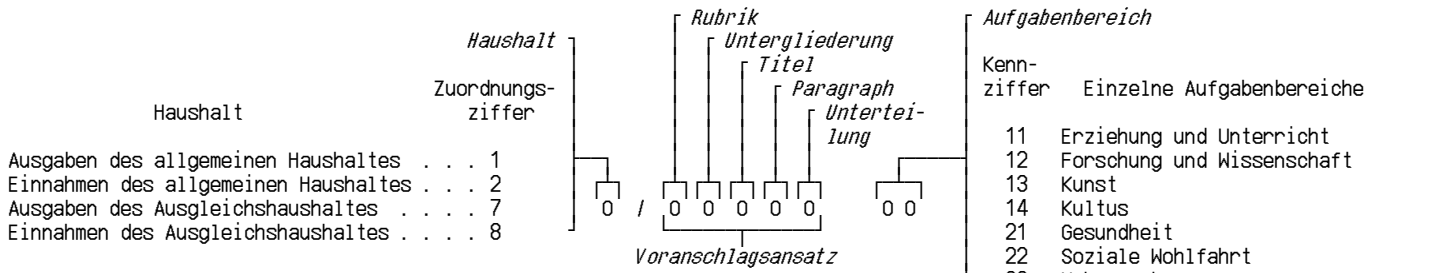 Rubrik
Aufgabenbereich
Haushalt
Untergliederung
Titel
Kenn-
Zuordnungs-
Paragraph
ziffer Einzelne Aufgabenbereiche
Haushalt
ziffer
Untertei-
lung
11 Erziehung und Unterricht
Ausgaben des allgemeinen Haushaltes . . . 1
12 Forschung und Wissenschaft
Einnahmen des allgemeinen Haushaltes . . . 2
13 Kunst
Ausgaben des Ausgleichshaushaltes . . . . 7
0 / 0 0 0 0 0 0 0
14 Kultus
Einnahmen des Ausgleichshaushaltes . . . . 8
21 Gesundheit
Voranschlagsansatz
22 Soziale Wohlfahrt